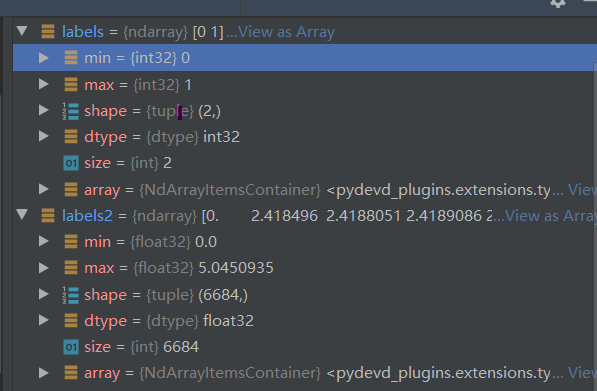 labels = {ndarray} [0 1]...View as Array
min = {int32} 0
max = {int32} 1
shape = {tuple} (2,)
dtype = {dtype} int32
01 size = {int} 2
array = {NdArrayItemsContainer} <pydevd_plugins.extensions.ty... View
labels2 = {ndarray} [0. 2.418496 2.4188051 2.4189086 2...View as Array
min = {float32} 0.0
max = {float32} 5.0450935
shape = {tuple} (6684,)
dtype = {dtype} float32
01 size = {int} 6684
array = {NdArrayItemsContainer} <pydevd_plugins.extensions.ty... View